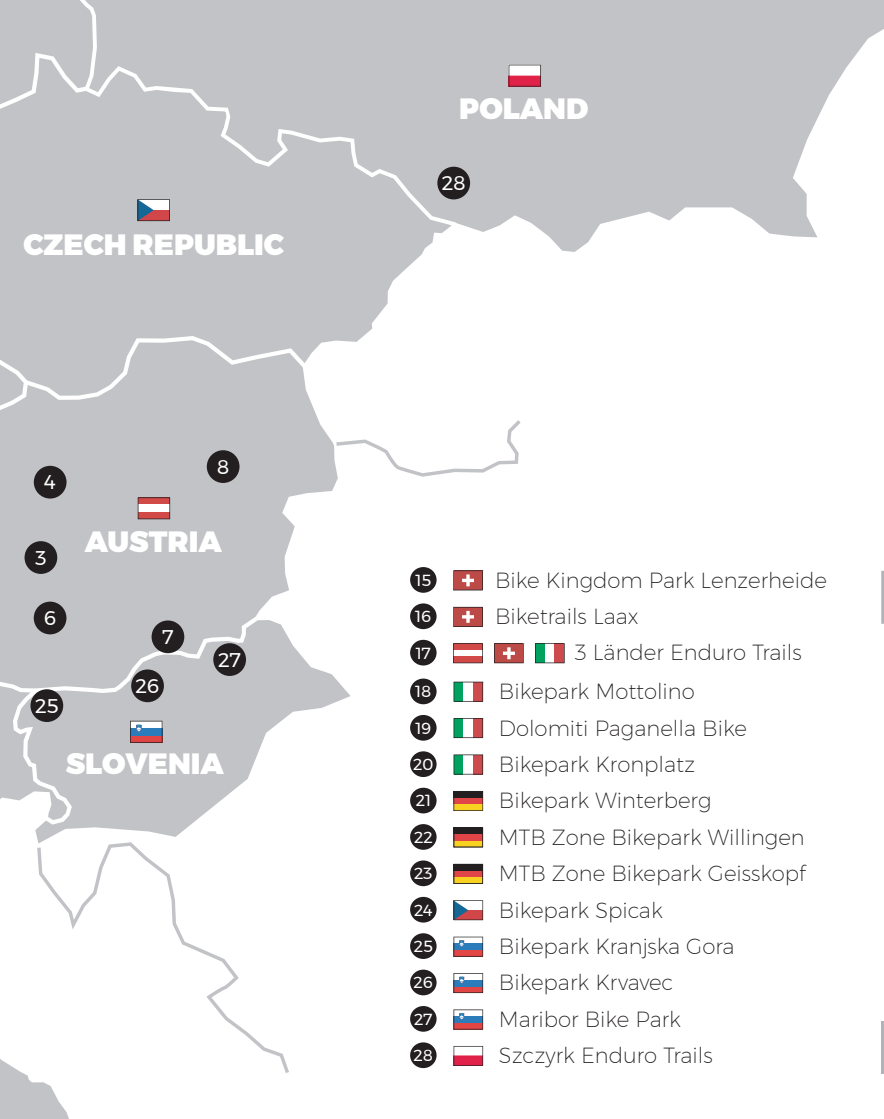 POLAND
28
CZECH REPUBLIC
8
4
AUSTRIA
3
6
7
27
26
25
SLOVENIA
15 Bike Kingdom Park Lenzerheide
16 Biketrails Laax
17 3 Länder Enduro Trails
18 Bikepark Mottolino
19 Dolomiti Paganella Bike
20 Bikepark Kronplatz
21 Bikepark Winterberg
22 MTB Zone Bikepark Willingen
23 MTB Zone Bikepark Geisskopf
24 Bikepark Spicak
25 Bikepark Kranjska Gora
26 Bikepark Krvavec
27 Maribor Bike Park
28 Szczyrk Enduro Trails